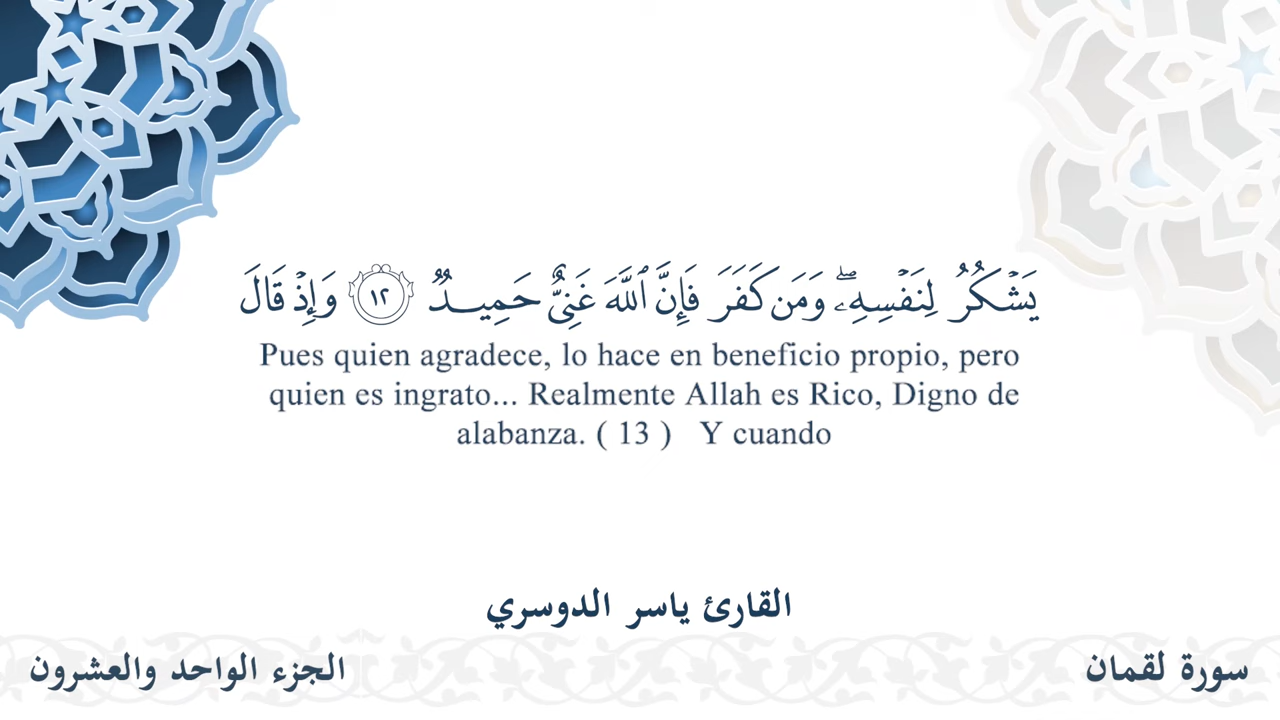 يَشۡكُرُ لِنَفۡسِهِۦۖ وَمَن كَفَرَ فَإِنَّ ٱللَّهَ غَنِىٌّ حَمِيدٌۭ ١٢ وَإِذۡ قَالَ
Pues quien agradece, lo hace en beneficio propio, pero
quien es ingrato... Realmente Allah es Rico, Digno de
alabanza. ( 13 ) Y cuando
القارئ ياسر الدوسري
سورة لقمان
الجزء الواحد والعشرون